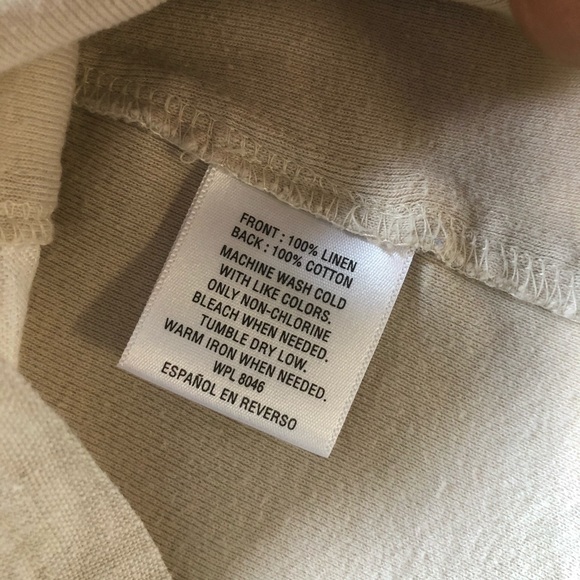 FRONT : 100% LINEN
BACK : 100% COTTON
MACHINE WASH COLD
WITH LIKE COLORS.
ONLY NON-CHLORINE
BLEACH WHEN NEEDED.
TUMBLE DRY LOW.
WARM IRON WHEN NEEDED.
WPL 8046
ESPAÑOL EN REVERSO